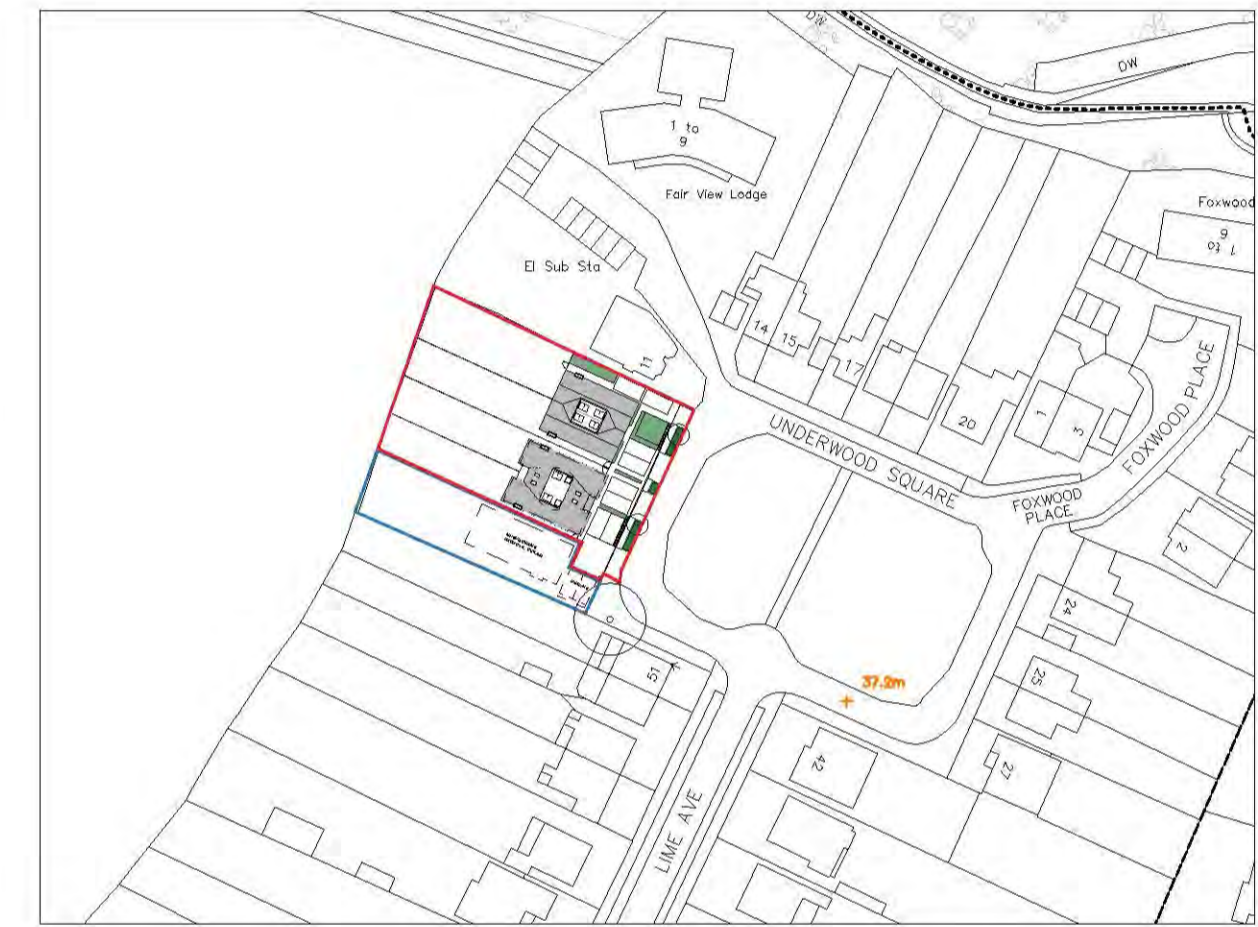 DW
DW
1 to
9
Fair View Lodge
Foxwood
1 to
6
El Sub Sta
11
14
15
17
20
1
3
UNDERWOOD SQUARE
FOXWOOD PLACE
FOXWOOD
PLACE
2
24
25
27
51
37.2m
42
LIME AVE